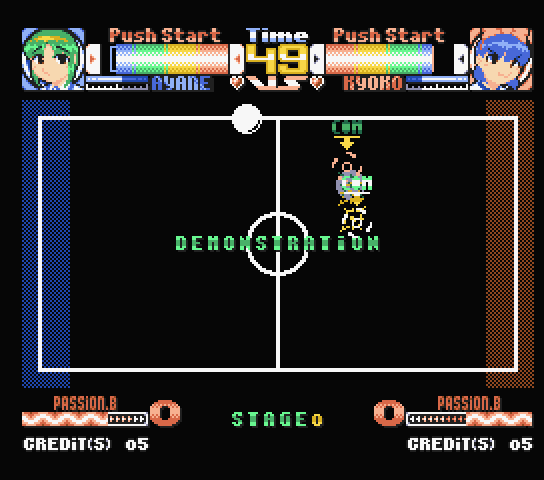 Push Start Time Push Start
49
AYANE VS KYOKO
COM
COM
DEMONSTRATION
PASSION.B 0 STAGE0 0 PASSION.B
CREDiT(S) 05 CREDiT(S) 05